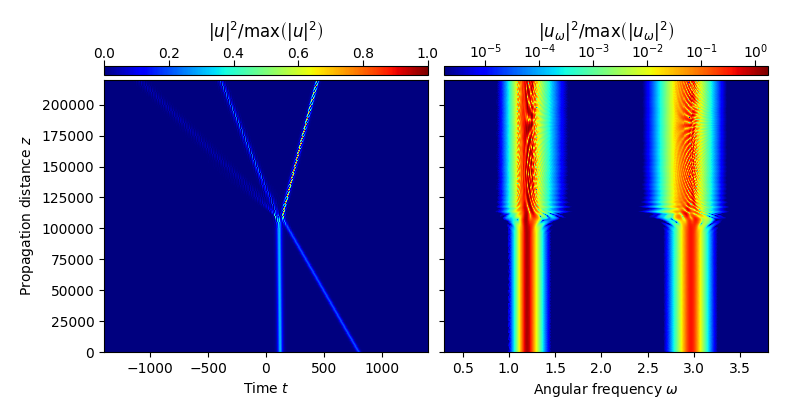 |u|²/max(|u|²)
0.0 0.2 0.4 0.6 0.8 1.0
200000
175000
150000
125000
100000
75000
50000
25000
0
Propagation distance z
−1000 −500 0 500 1000
Time t
|u_ω|²/max(|u_ω|²)
10⁻⁵ 10⁻⁴ 10⁻³ 10⁻² 10⁻¹ 10⁰
0.5 1.0 1.5 2.0 2.5 3.0 3.5
Angular frequency ω